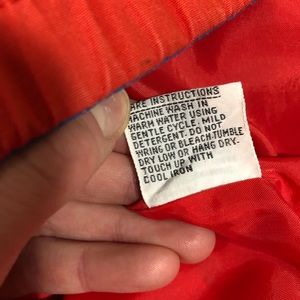 ARE INSTRUCTIONS
MACHINE WASH IN
WARM WATER USING
GENTLE CYCLE. MILD
DETERGENT. DO NOT
WRING OR BLEACH.TUMBLE
DRY LOW OR HANG DRY.
TOUCH UP WITH
COOL IRON